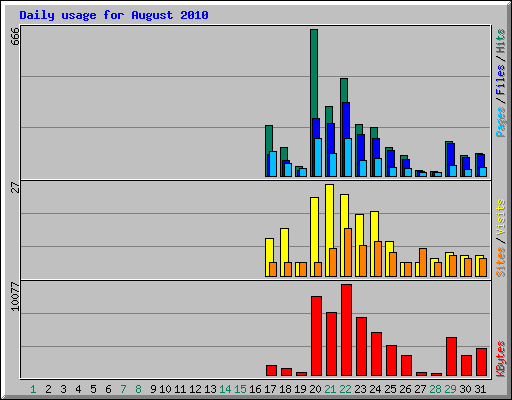 Daily usage for August 2010
666
27
10077
Pages / Files / Hits
Sites / Visits
KBytes
1 2 3 4 5 6 7 8 9 10 11 12 13 14 15 16 17 18 19 20 21 22 23 24 25 26 27 28 29 30 31